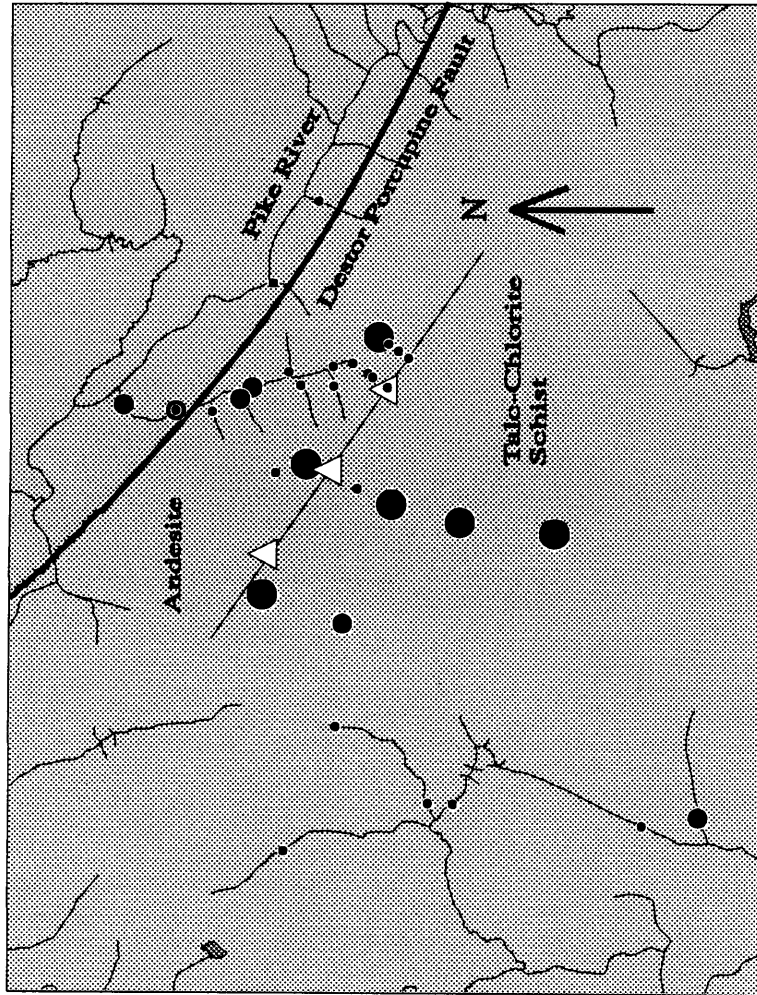 Pike River
Destor Porcupine Fault
N
Andesite
Talc-Chlorite
Schist